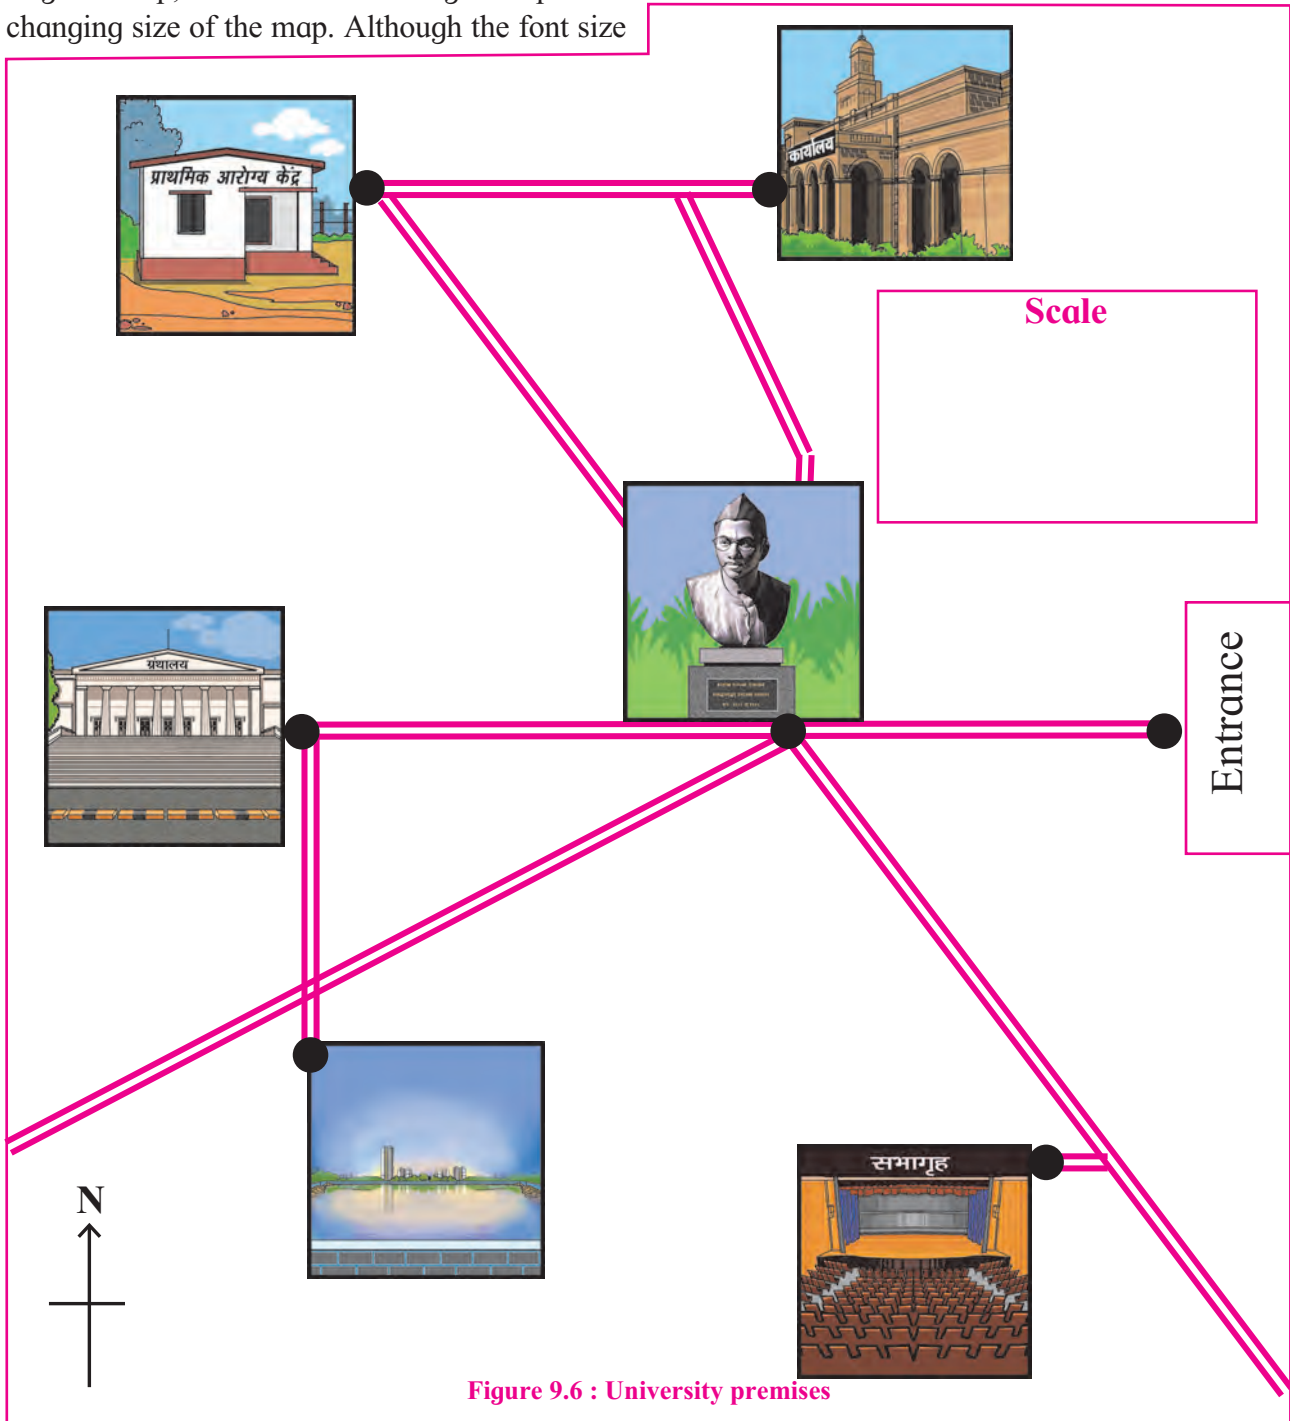 changing size of the map. Although the font size
प्राथमिक आरोग्य केंद्र
कार्यालय
Scale
ग्रंथालय
Entrance
सभागृह
N
Figure 9.6 : University premises